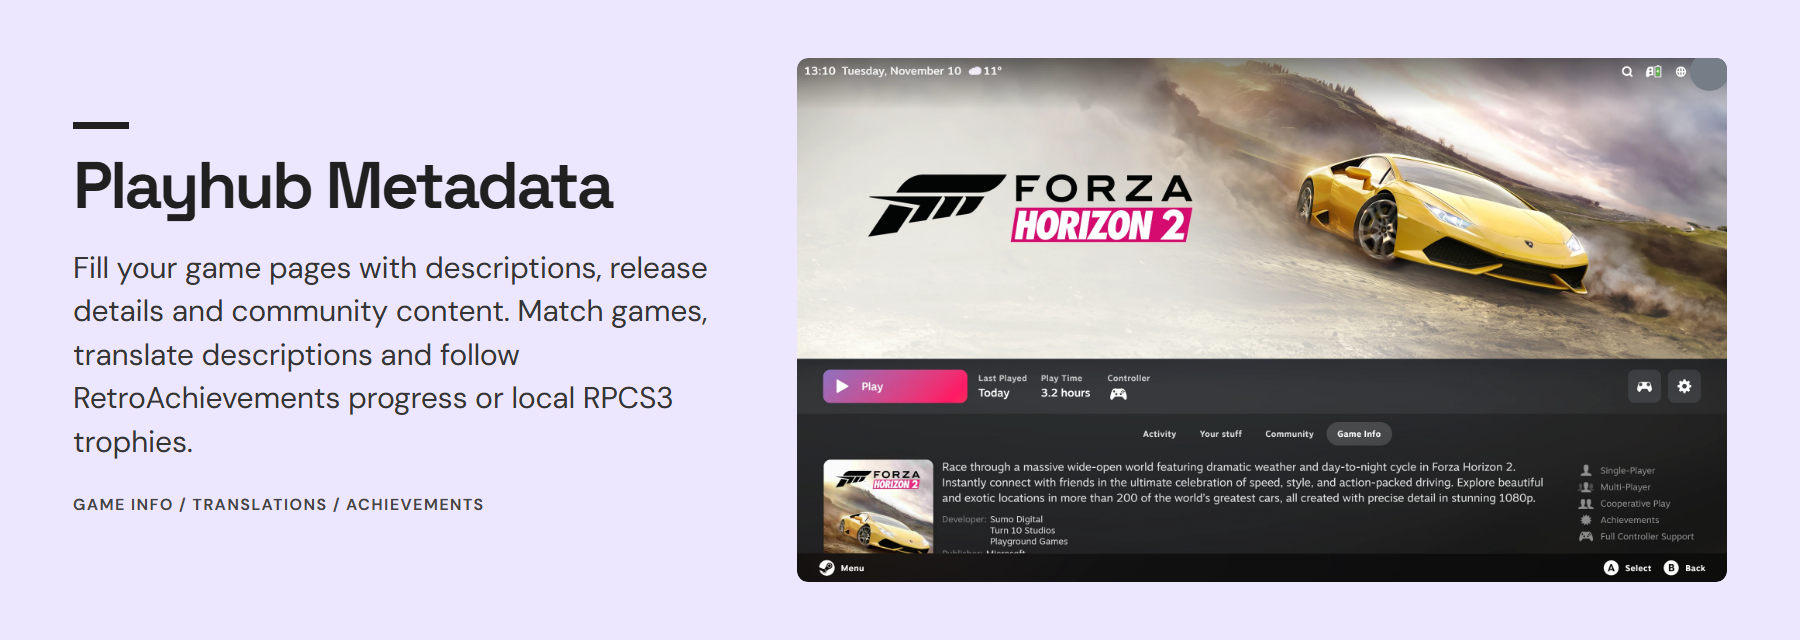 Playhub Metadata
Fill your game pages with descriptions, release
details and community content. Match games,
translate descriptions and follow
RetroAchievements progress or local RPCS3
trophies.
GAME INFO / TRANSLATIONS / ACHIEVEMENTS
13:10 Tuesday, November 10 11°
FORZA
HORIZON 2
Play
Last Played
Today
Play Time
3.2 hours
Controller
Activity Your stuff Community Game Info
FORZA
HORIZON 2
Race through a massive wide-open world featuring dramatic weather and day-to-night cycle in Forza Horizon 2.
Instantly connect with friends in the ultimate celebration of speed, style, and action-packed driving. Explore beautiful
and exotic locations in more than 200 of the world's greatest cars, all created with precise detail in stunning 1080p.
Developer: Sumo Digital
Turn 10 Studios
Playground Games
Publisher: Microsoft
Single-Player
Multi-Player
Cooperative Play
Achievements
Full Controller Support
Menu
A Select B Back